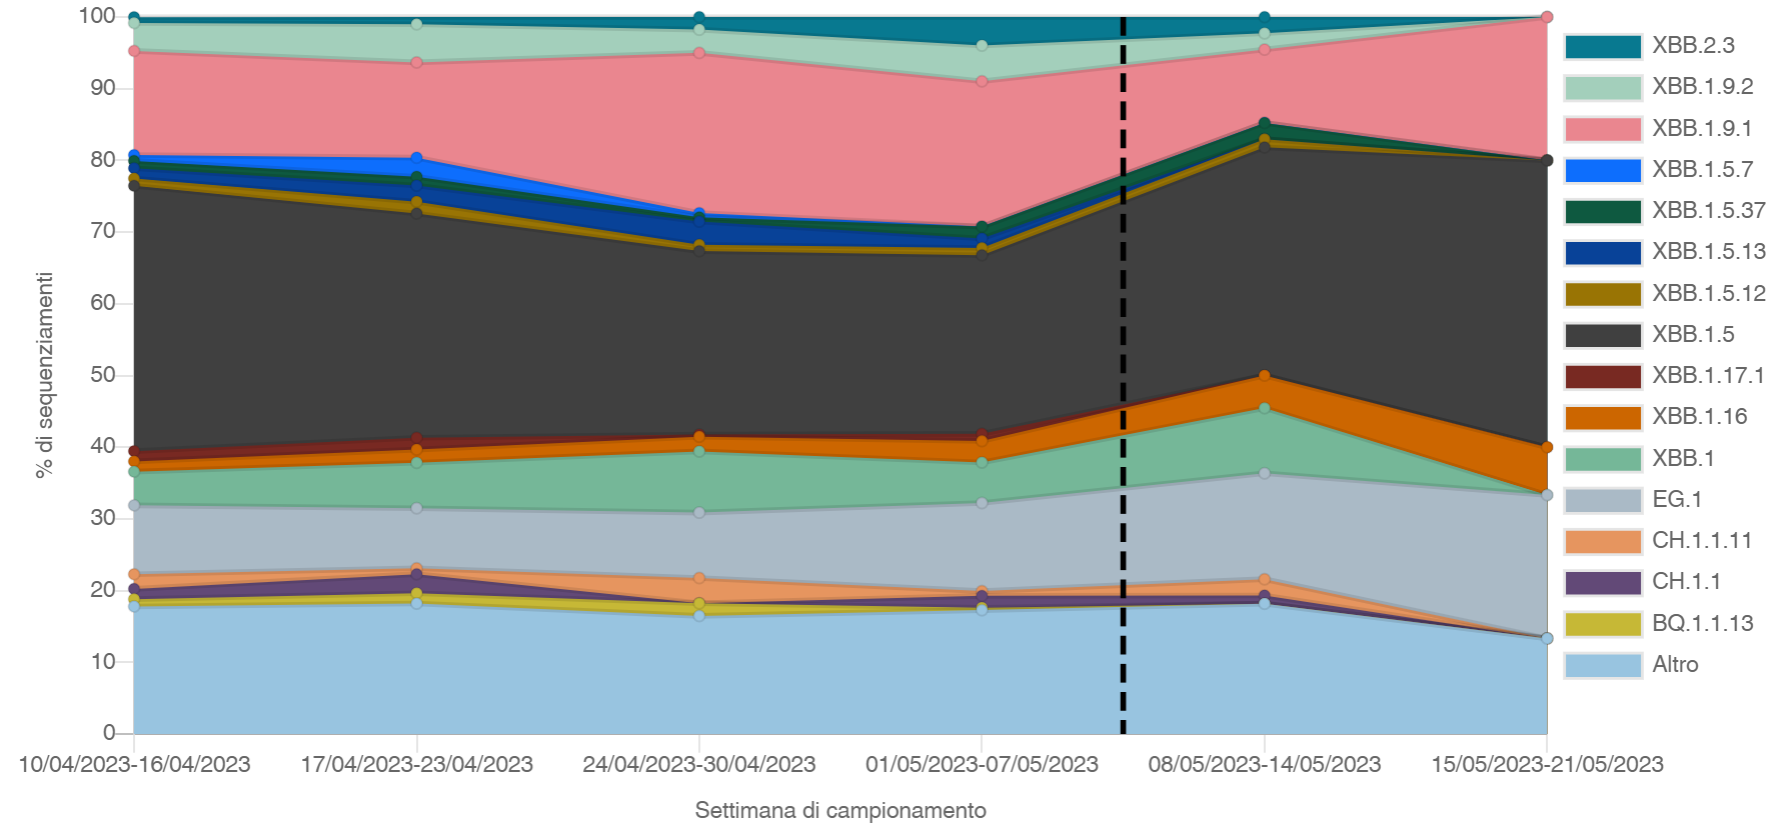 100
90
80
70
60
50
40
30
20
10
0
% di sequenziamenti
10/04/2023-16/04/2023
17/04/2023-23/04/2023
24/04/2023-30/04/2023
01/05/2023-07/05/2023
08/05/2023-14/05/2023
15/05/2023-21/05/2023
Settimana di campionamento
XBB.2.3
XBB.1.9.2
XBB.1.9.1
XBB.1.5.7
XBB.1.5.37
XBB.1.5.13
XBB.1.5.12
XBB.1.5
XBB.1.17.1
XBB.1.16
XBB.1
EG.1
CH.1.1.11
CH.1.1
BQ.1.1.13
Altro